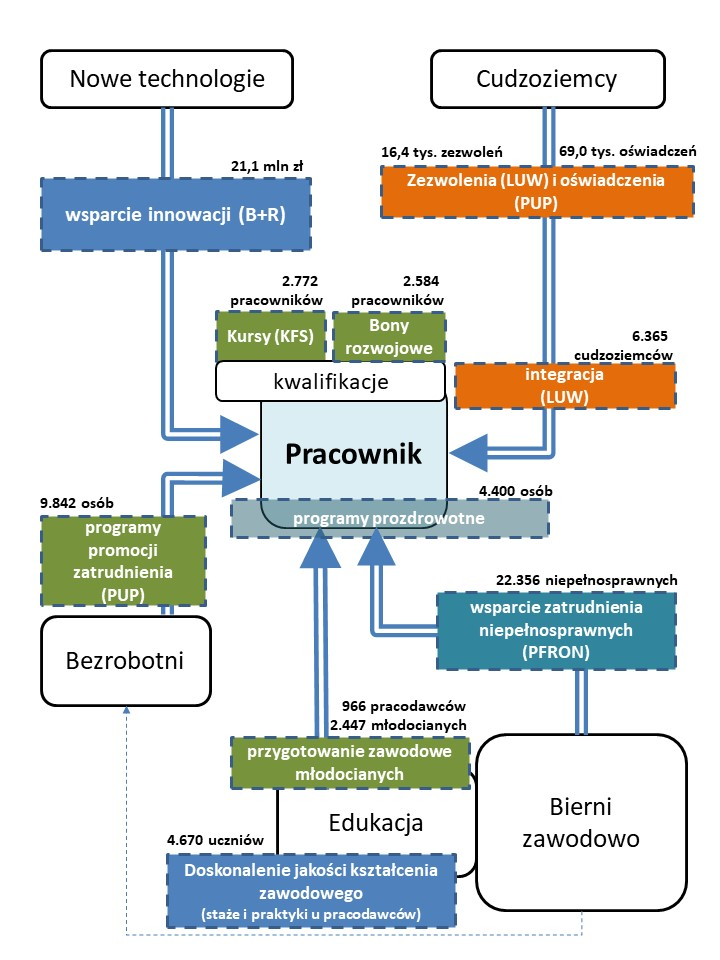 Nowe technologie
Cudzoziemcy
21,1 mln zł
16,4 tys. zezwoleń
69,0 tys. oświadczeń
wsparcie innowacji (B+R)
Zezwolenia (LUW) i oświadczenia
(PUP)
2.772
pracowników
2.584
pracowników
Kursy (KFS)
Bony
rozwojowe
6.365
cudzoziemców
kwalifikacje
integracja
(LUW)
Pracownik
4.400 osób
programy prozdrowotne
9.842 osób
programy
promocji
zatrudnienia
(PUP)
Bezrobotni
22.356 niepełnosprawnych
wsparcie zatrudnienia
niepełnosprawnych
(PFRON)
966 pracodawców
2.447 młodocianych
przygotowanie zawodowe
młodocianych
Edukacja
Bierni
zawodowo
4.670 uczniów
Doskonalenie jakości kształcenia
zawodowego
(staże i praktyki u pracodawców)